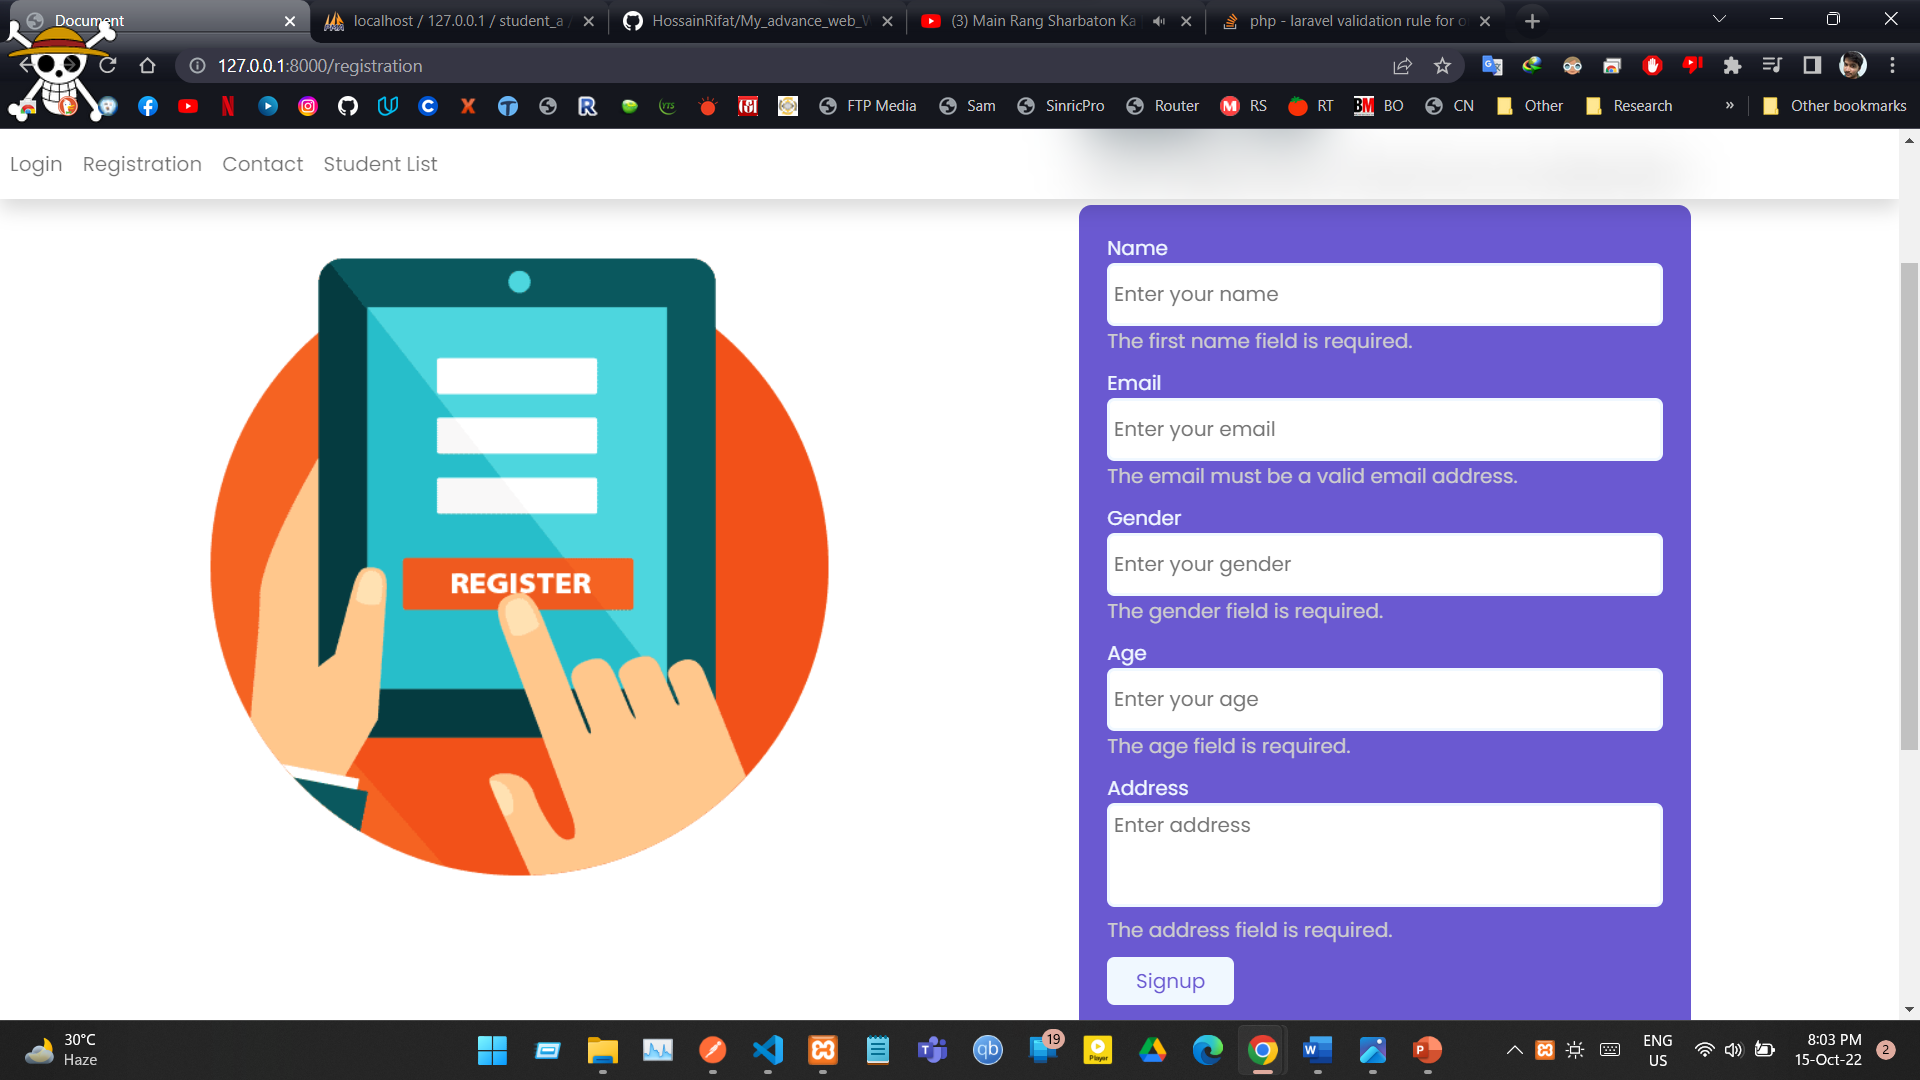 Document
localhost / 127.0.0.1 / student_a /
HossainRifat/My_advance_web_W
(3) Main Rang Sharbaton Ka
php - laravel validation rule for o
127.0.0.1:8000/registration
FTP Media
Sam
SinricPro
Router
RS
RT
BO
CN
Other
Research
»
Other bookmarks
Login Registration Contact Student List
REGISTER
Name
Enter your name
The first name field is required.
Email
Enter your email
The email must be a valid email address.
Gender
Enter your gender
The gender field is required.
Age
Enter your age
The age field is required.
Address
Enter address
The address field is required.
Signup
30°C
Haze
19
Player
ENG
US
8:03 PM
15-Oct-22
2